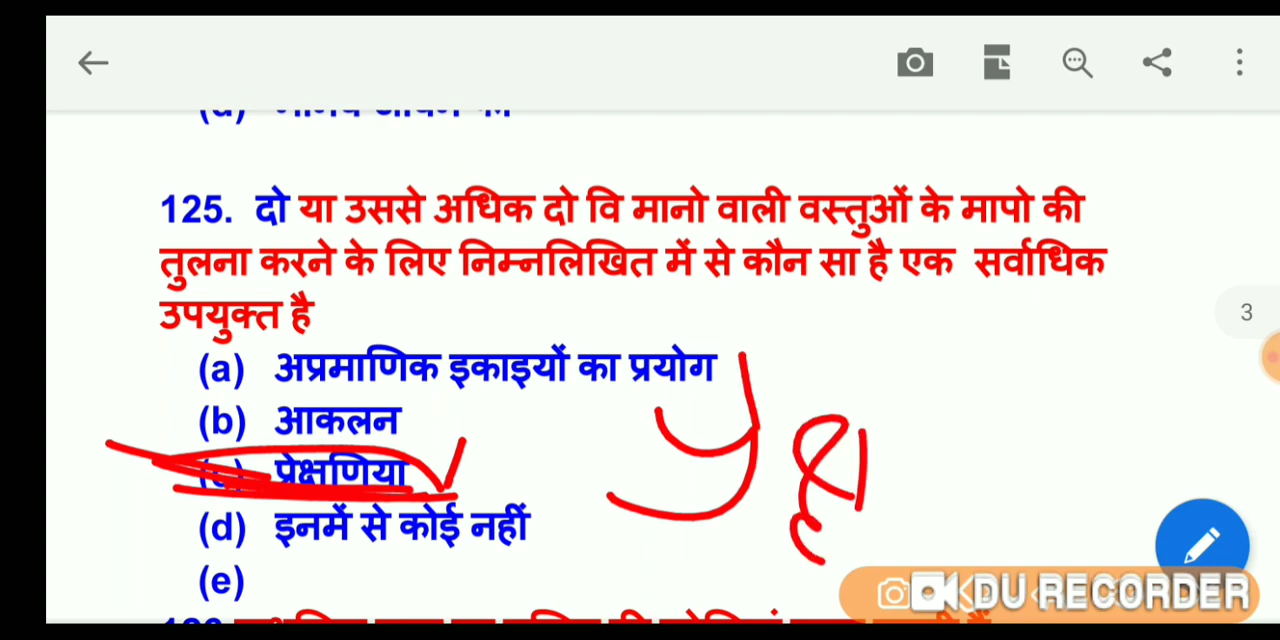 125. दो या उससे अधिक दो वि मानो वाली वस्तुओं के मापो की
तुलना करने के लिए निम्नलिखित में से कौन सा है एक सर्वाधिक
उपयुक्त है
3
(a) अप्रमाणिक इकाइयों का प्रयोग
(b) आकलन
प्रेक्षणिया
(d) इनमें से कोई नहीं
(e)
DU RECORDER